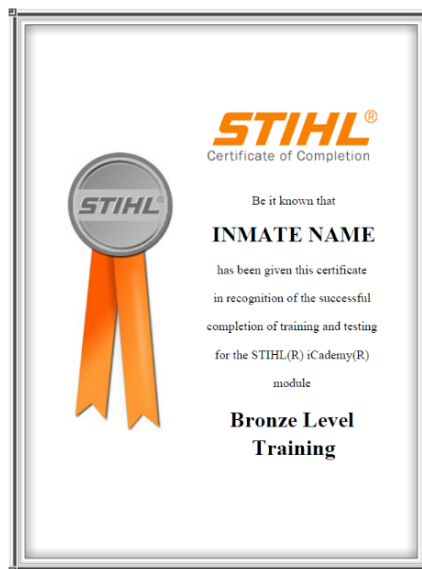 STIHL®
Certificate of Completion
STIHL®
Be it known that
INMATE NAME
has been given this certificate
in recognition of the successful
completion of training and testing
for the STIHL(R) iCademy(R)
module
Bronze Level
Training